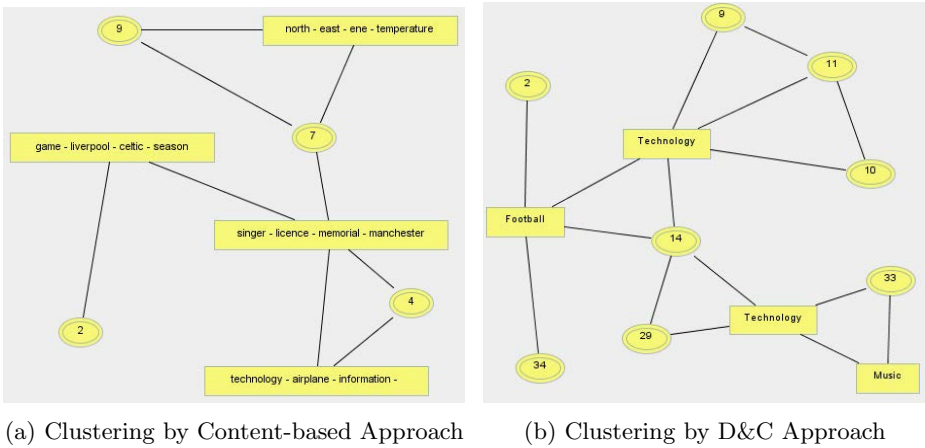 9
north - east - ene - temperature
7
game - liverpool - celtic - season
singer - licence - memorial - manchester
4
2
technology - airplane - information -
(a) Clustering by Content-based Approach
9
11
2
Technology
10
Football
14
33
Technology
29
34
Music
(b) Clustering by D&C Approach